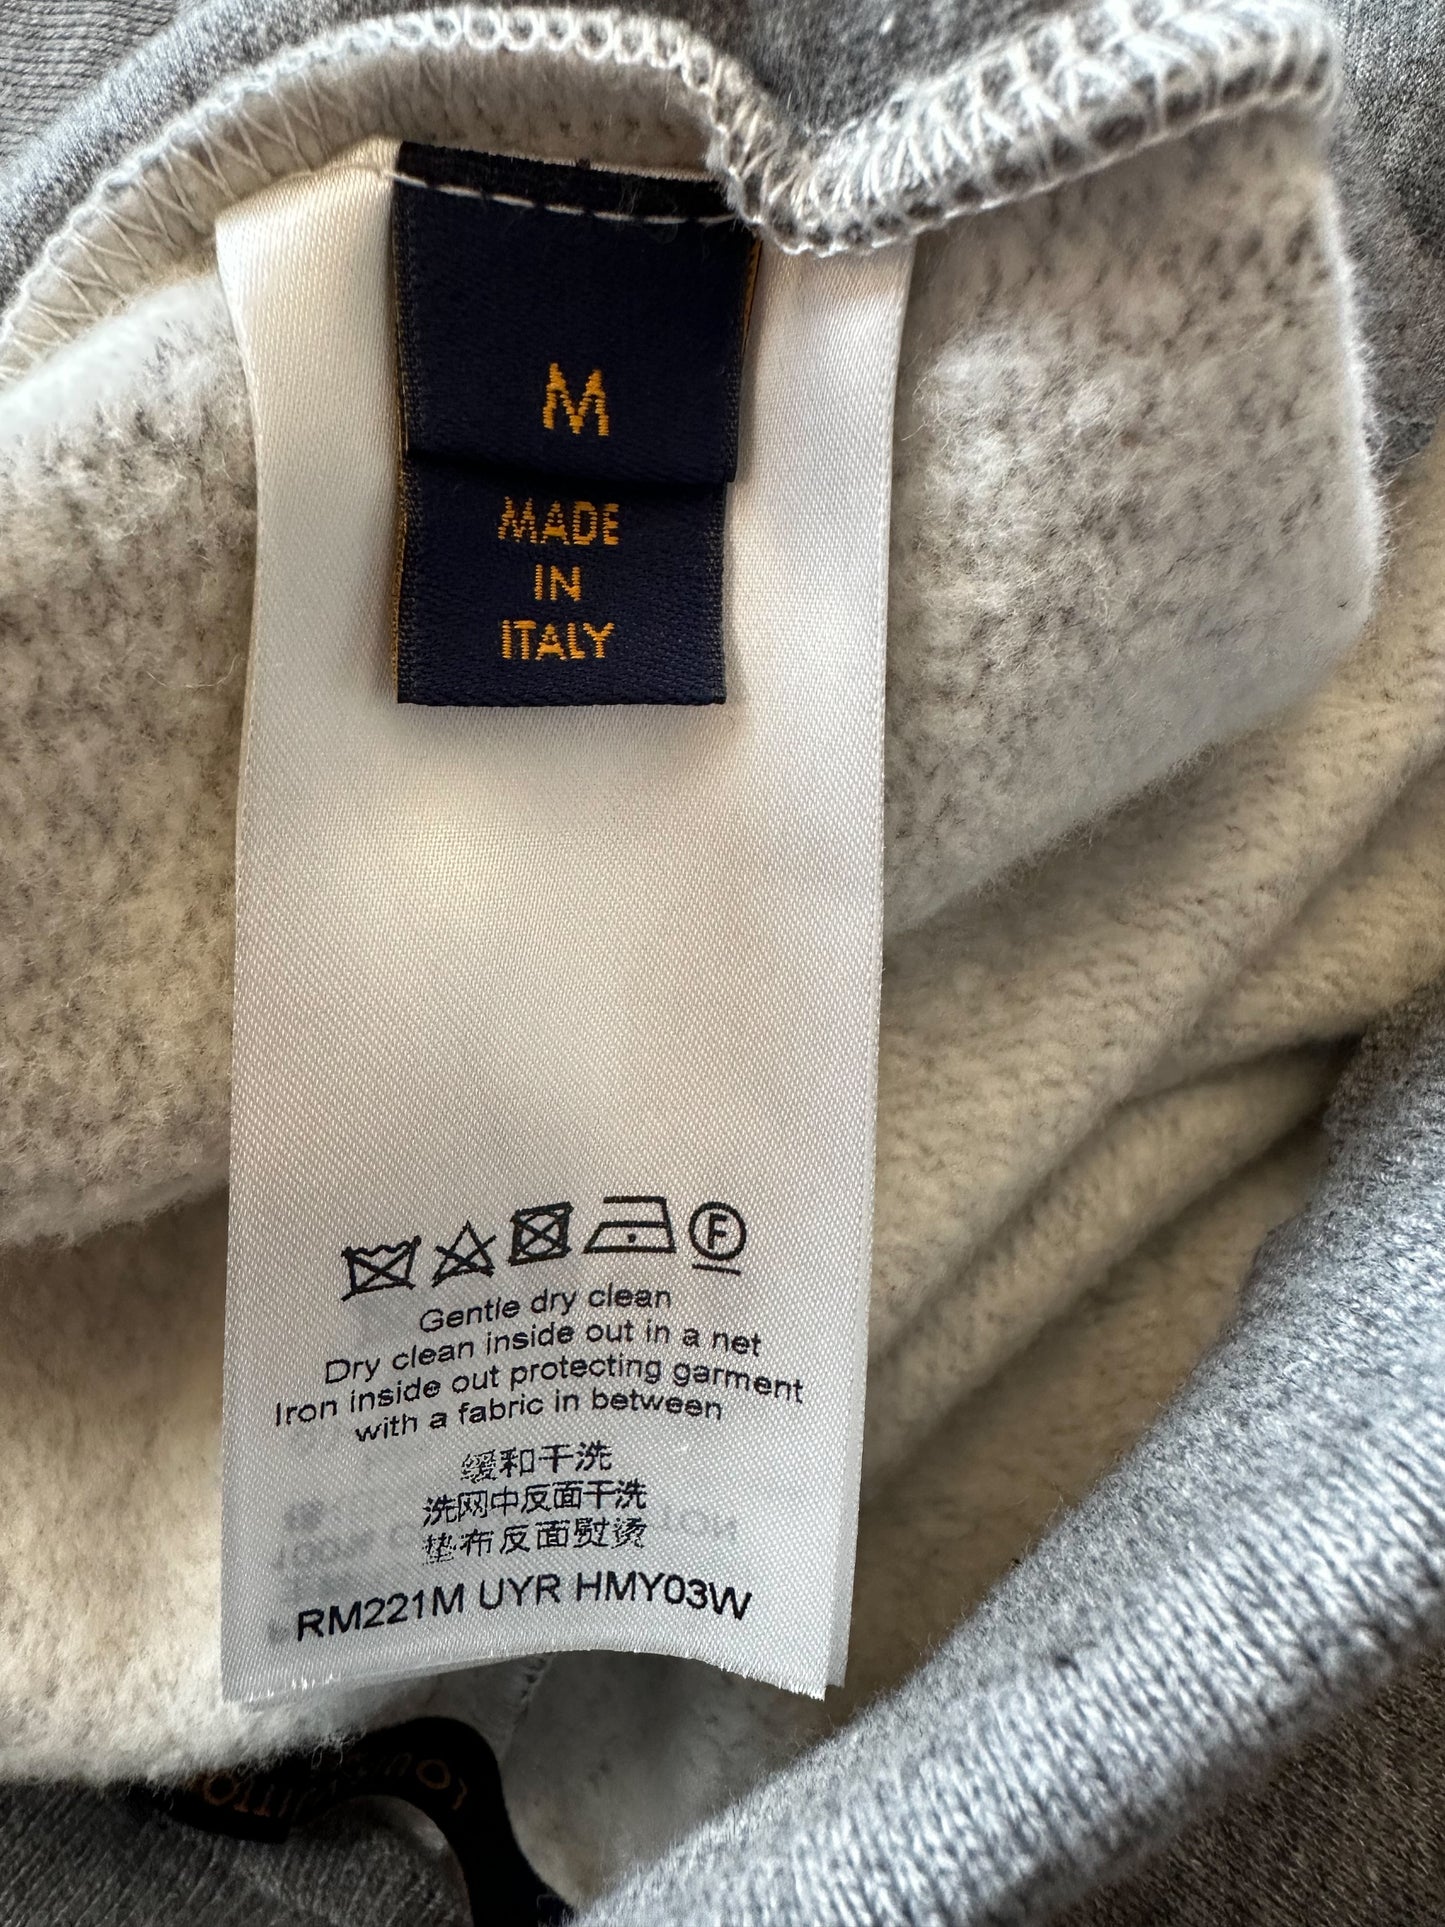 M
MADE
IN
ITALY
F
Gentle dry clean
Dry clean inside out in a net
Iron inside out protecting garment
with a fabric in between
缓和干洗
洗网中反面干洗
垫布反面熨烫
RM221M UYR HMY03W